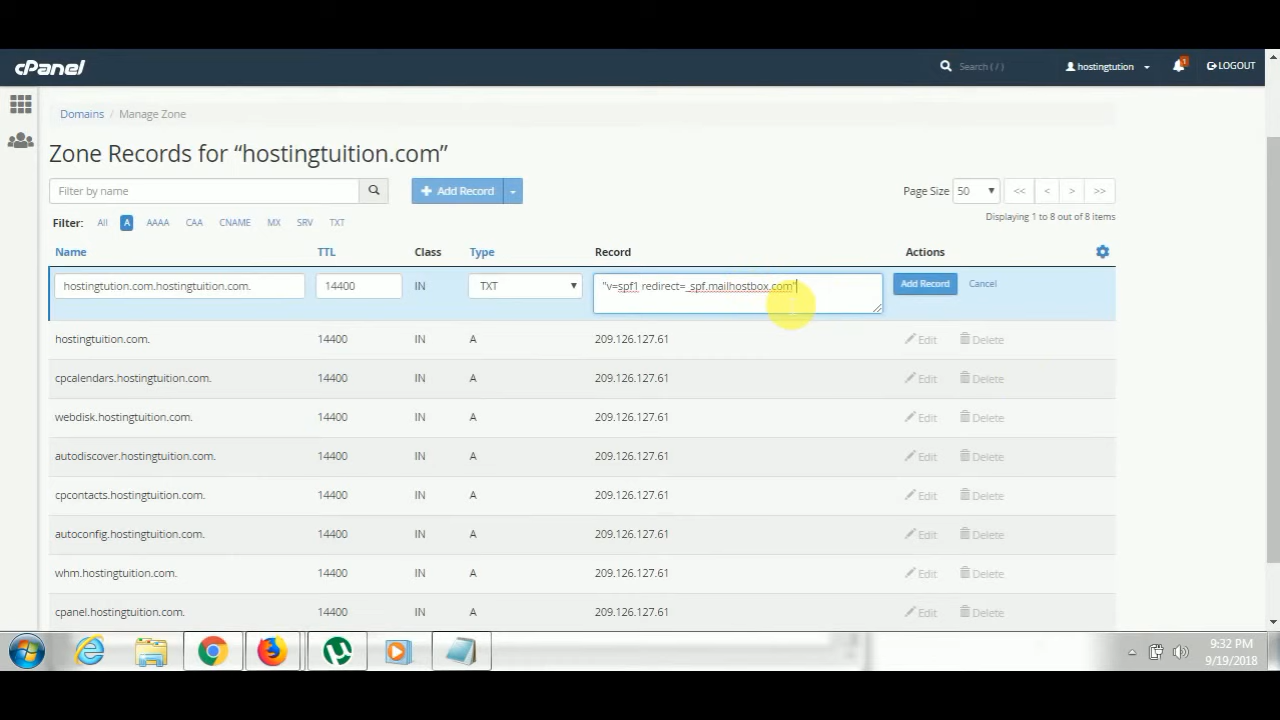 cPanel
Search ( / )
hostingtution
1
LOGOUT
Domains / Manage Zone
Zone Records for “hostingtuition.com”
Filter by name
+ Add Record
Page Size 50
<< < > >>
Displaying 1 to 8 out of 8 items
Filter: All A AAAA CAA CNAME MX SRV TXT
Name TTL Class Type Record Actions
hostingtution.com.hostingtuition.com. 14400 IN TXT "v=spf1 redirect=_spf.mailhostbox.com" Add Record Cancel
hostingtuition.com. 14400 IN A 209.126.127.61 Edit Delete
cpcalendars.hostingtuition.com. 14400 IN A 209.126.127.61 Edit Delete
webdisk.hostingtuition.com. 14400 IN A 209.126.127.61 Edit Delete
autodiscover.hostingtuition.com. 14400 IN A 209.126.127.61 Edit Delete
cpcontacts.hostingtuition.com. 14400 IN A 209.126.127.61 Edit Delete
autoconfig.hostingtuition.com. 14400 IN A 209.126.127.61 Edit Delete
whm.hostingtuition.com. 14400 IN A 209.126.127.61 Edit Delete
cpanel.hostingtuition.com. 14400 IN A 209.126.127.61 Edit Delete
9:32 PM
9/19/2018